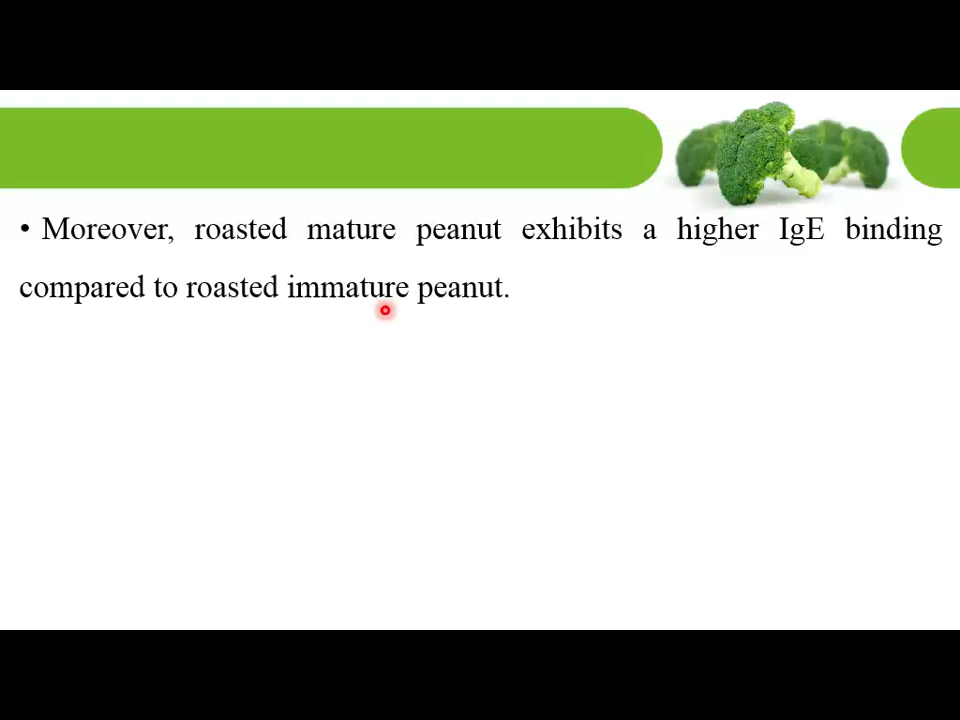 • Moreover, roasted mature peanut exhibits a higher IgE binding
compared to roasted immature peanut.